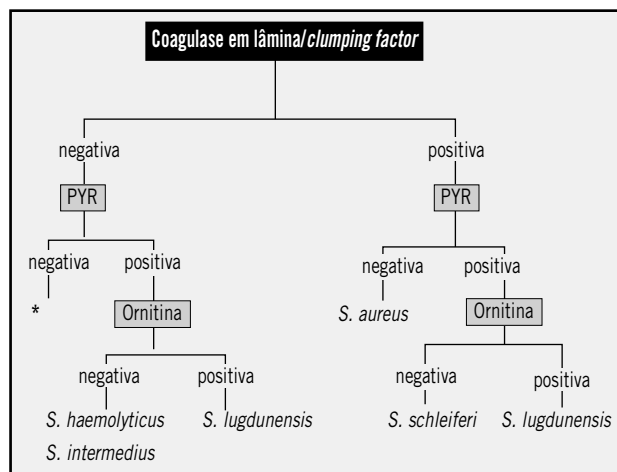 Coagulase em lâmina/clumping factor
negativa positiva
PYR PYR
negativa positiva negativa positiva
* Ornitina S. aureus Ornitina
negativa positiva negativa positiva
S. haemolyticus S. lugdunensis S. schleiferi S. lugdunensis
S. intermedius